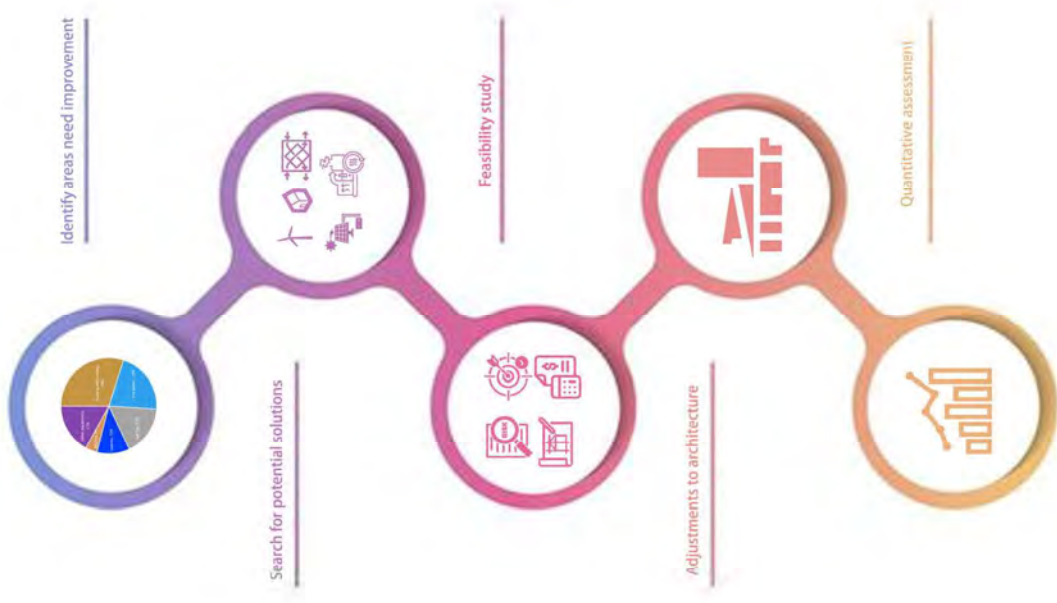 Identify areas need improvement
Search for potential solutions
Feasibility study
Adjustments to architecture
Quantitative assessment